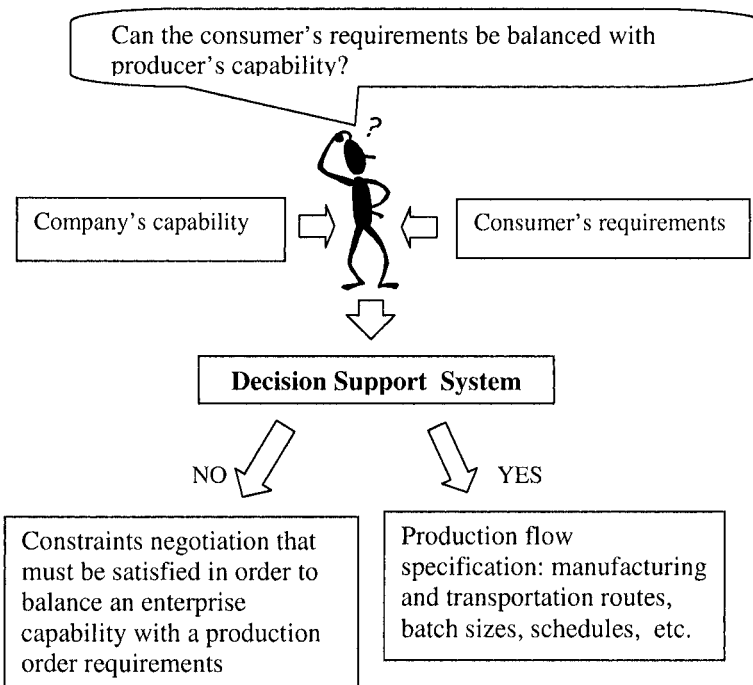 Can the consumer's requirements be balanced with
producer's capability?
?
Company's capability
Consumer's requirements
Decision Support System
NO
YES
Constraints negotiation that
must be satisfied in order to
balance an enterprise
capability with a production
order requirements
Production flow
specification: manufacturing
and transportation routes,
batch sizes, schedules, etc.